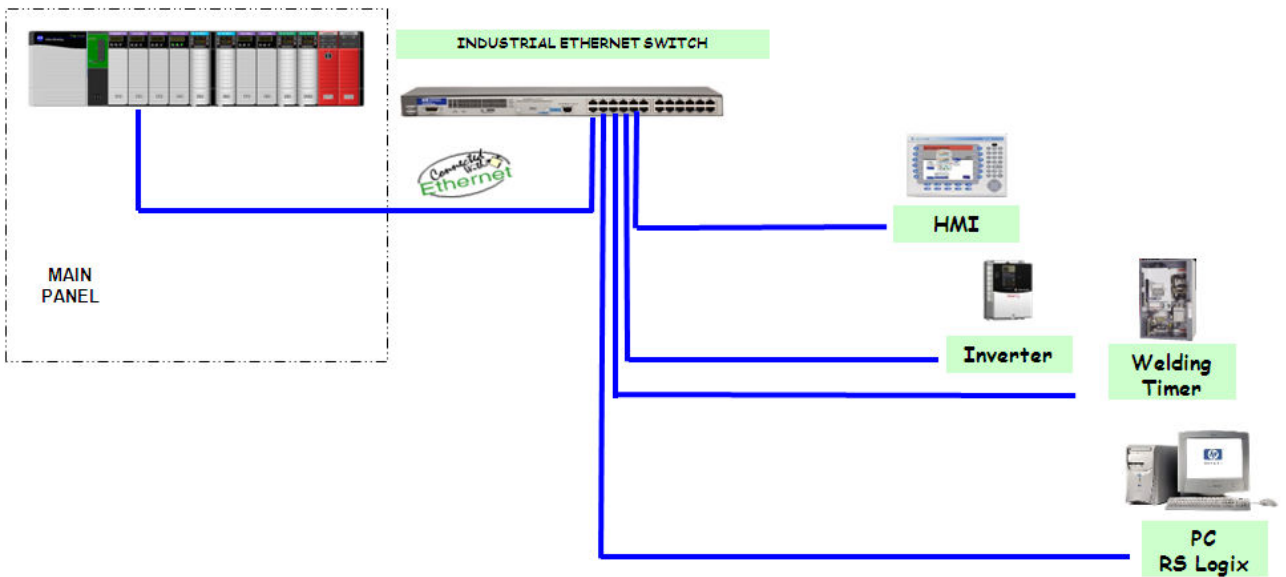 INDUSTRIAL ETHERNET SWITCH
Connected
With
Ethernet
HMI
MAIN
PANEL
Inverter
Welding
Timer
PC
RS Logix